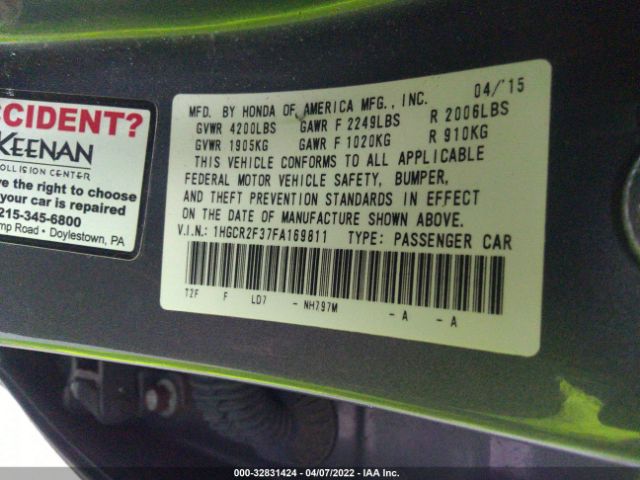 CCIDENT?
KEENAN
OLLISION CENTER
ve the right to choose
your car is repaired
215-345-6800
mp Road • Doylestown, PA
MFD. BY HONDA OF AMERICA MFG., INC. 04/'15
GVWR 4200LBS GAWR F 2249LBS R 2006LBS
GVWR 1905KG GAWR F 1020KG R 910KG
THIS VEHICLE CONFORMS TO ALL APPLICABLE
FEDERAL MOTOR VEHICLE SAFETY, BUMPER,
AND THEFT PREVENTION STANDARDS IN EFFECT
ON THE DATE OF MANUFACTURE SHOWN ABOVE.
V.I.N.: 1HGCR2F37FA169811 TYPE: PASSENGER CAR
T2F F LD7 - NH797M - A - A
000-32831424 - 04/07/2022 - IAA Inc.